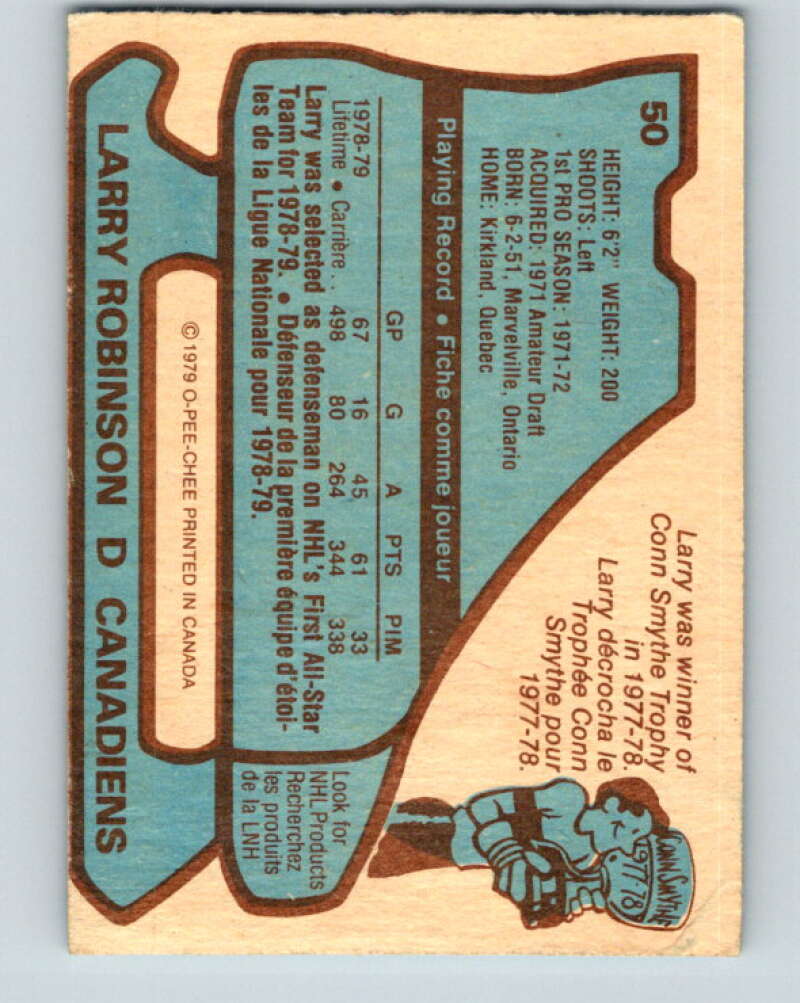 50
HEIGHT: 6'2" WEIGHT: 200
SHOOTS: Left
1st PRO SEASON: 1971-72
ACQUIRED: 1971 Amateur Draft
BORN: 6-2-51, Marvelville, Ontario
HOME: Kirkland, Quebec
Larry was winner of
Conn Smythe Trophy
in 1977-78.
Larry décrocha le
Trophée Conn
Smythe pour
1977-78.
CONN SMYTHE
1977-78
Playing Record • Fiche comme joueur
GP G A PTS PIM
1978-79 67 16 45 61 33
Lifetime • Carrière . . 498 80 264 344 338
Larry was selected as defenseman on NHL's First All-Star
Team for 1978-79. • Défenseur de la première équipe d'étoi-
les de la Ligue Nationale pour 1978-79.
Look for
NHL Products
Recherchez
les produits
de la LNH
© 1979 O-PEE-CHEE PRINTED IN CANADA
LARRY ROBINSON D CANADIENS